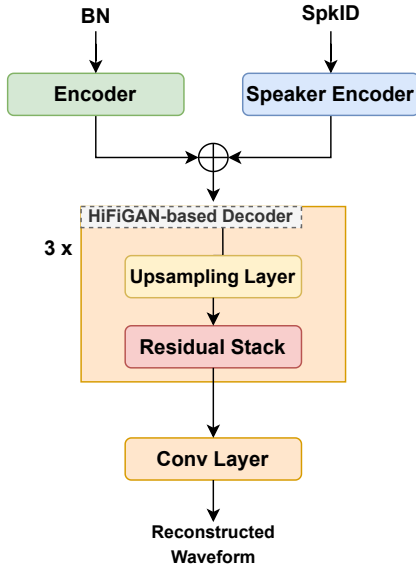 BN
SpkID
Encoder
Speaker Encoder
HiFiGAN-based Decoder
3 x
Upsampling Layer
Residual Stack
Conv Layer
Reconstructed
Waveform